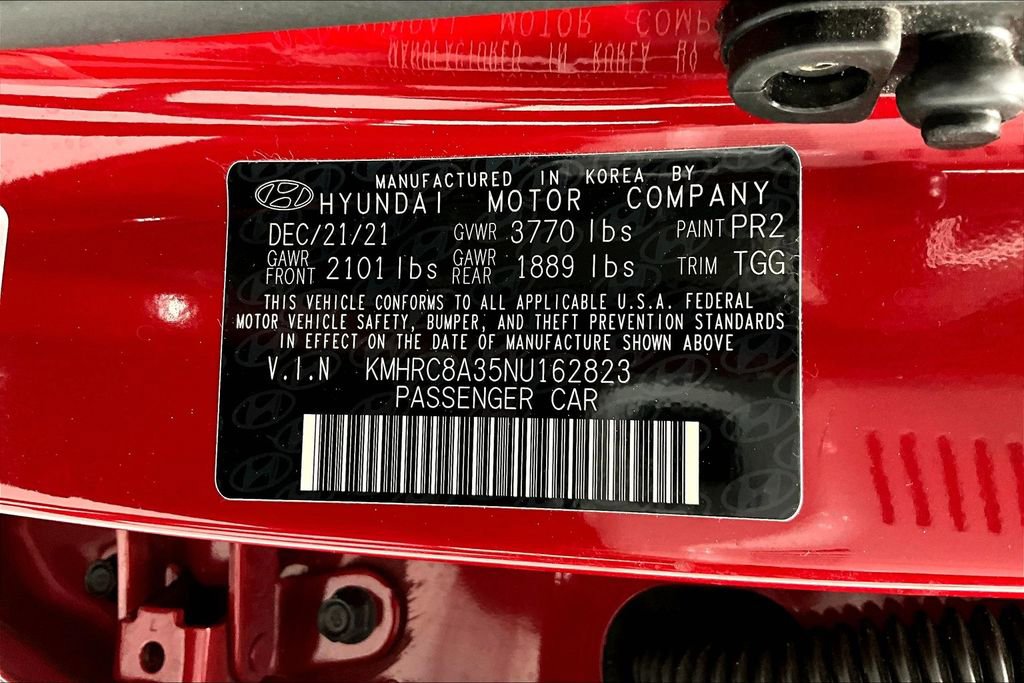 MANUFACTURED IN KOREA BY
HYUNDAI MOTOR COMPANY
DEC/21/21 GVWR 3770 lbs PAINT PR2
GAWR FRONT 2101 lbs GAWR REAR 1889 lbs TRIM TGG
THIS VEHICLE CONFORMS TO ALL APPLICABLE U.S.A. FEDERAL
MOTOR VEHICLE SAFETY, BUMPER, AND THEFT PREVENTION STANDARDS
IN EFFECT ON THE DATE OF MANUFACTURE SHOWN ABOVE
V.I.N KMHRC8A35NU162823
PASSENGER CAR